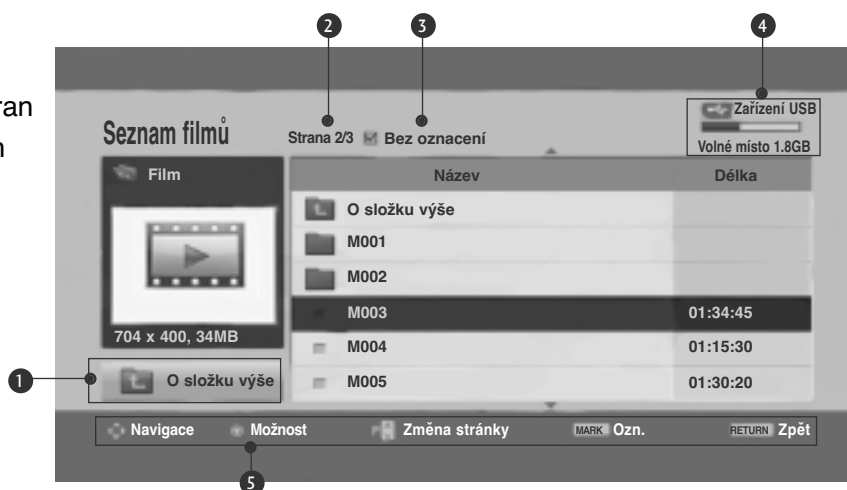 2 3 4
ran
n
Zařízení USB
Seznam filmů
Strana 2/3 Bez oznacení
Volné místo 1.8GB
Film
Název Délka
O složku výše
M001
M002
M003 01:34:45
704 x 400, 34MB
M004 01:15:30
1 O složku výše
M005 01:30:20
Navigace Možnost Změna stránky MARK Ozn. RETURN Zpět
5